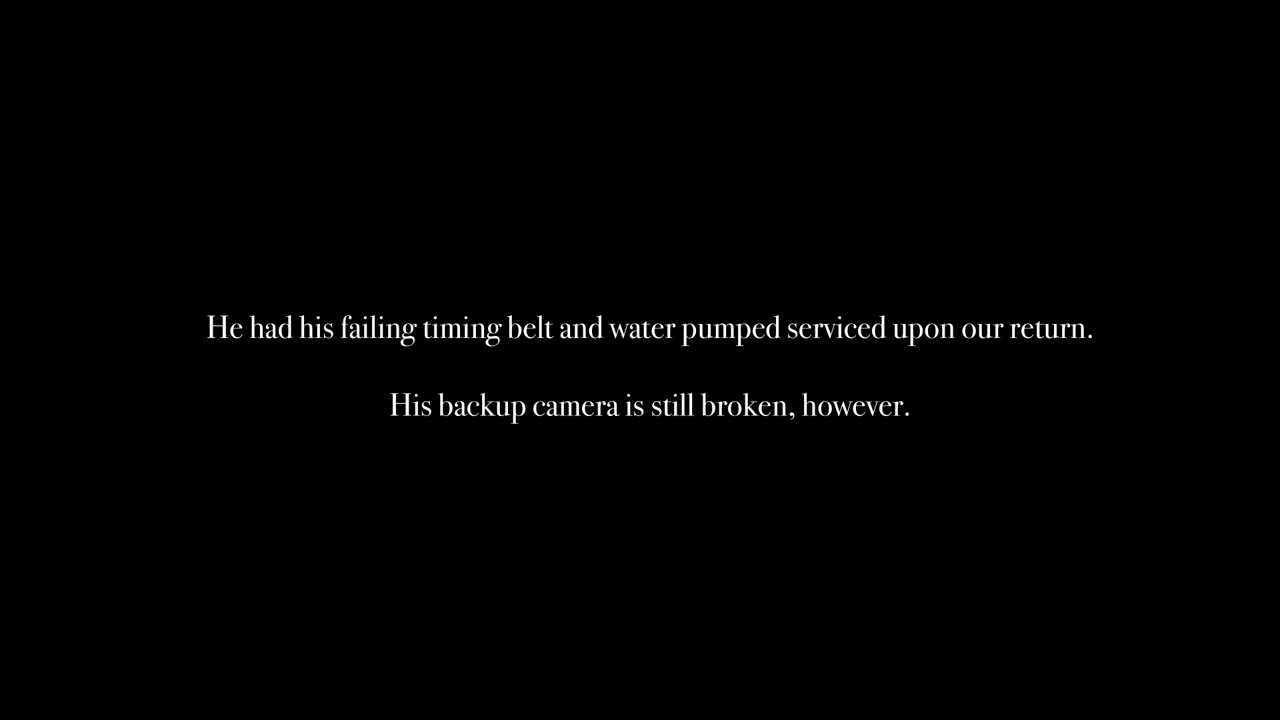 He had his failing timing belt and water pumped serviced upon our return.
His backup camera is still broken, however.